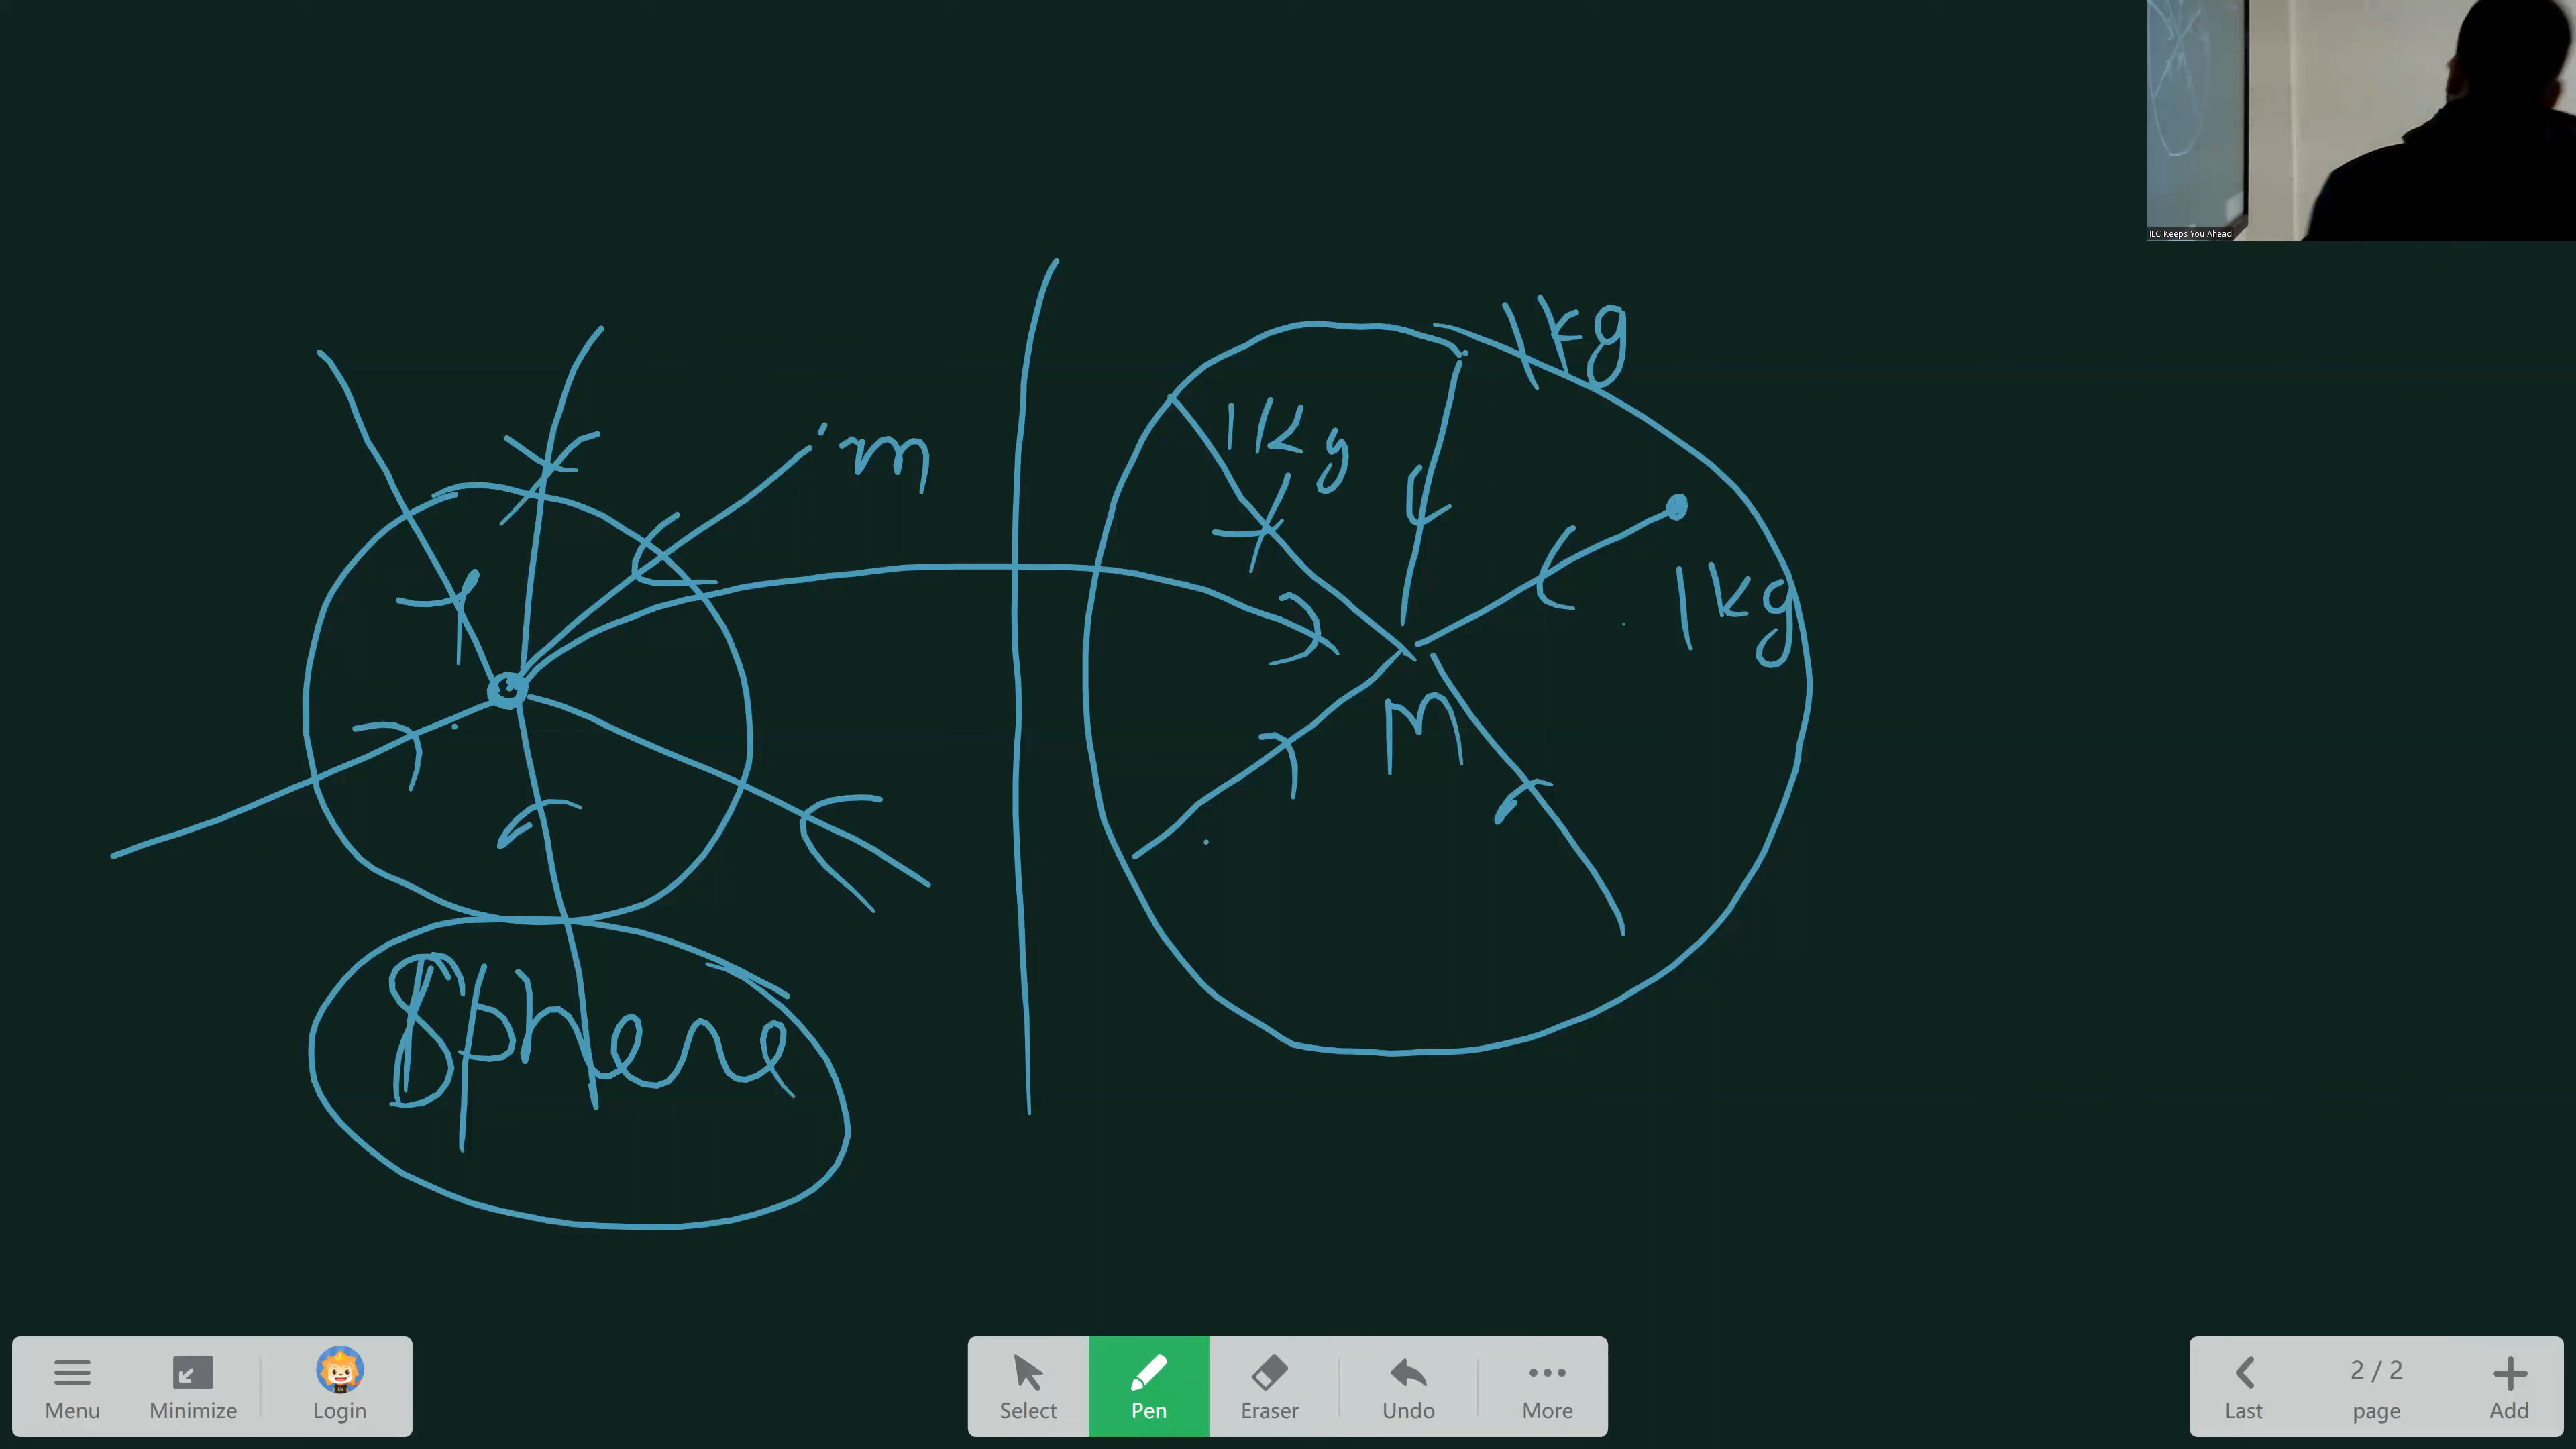 ILC Keeps You Ahead
1kg
1kg
m
1kg
M
Sphere
Menu
Minimize
Login
Select
Pen
Eraser
Undo
More
Last
2 / 2
page
Add